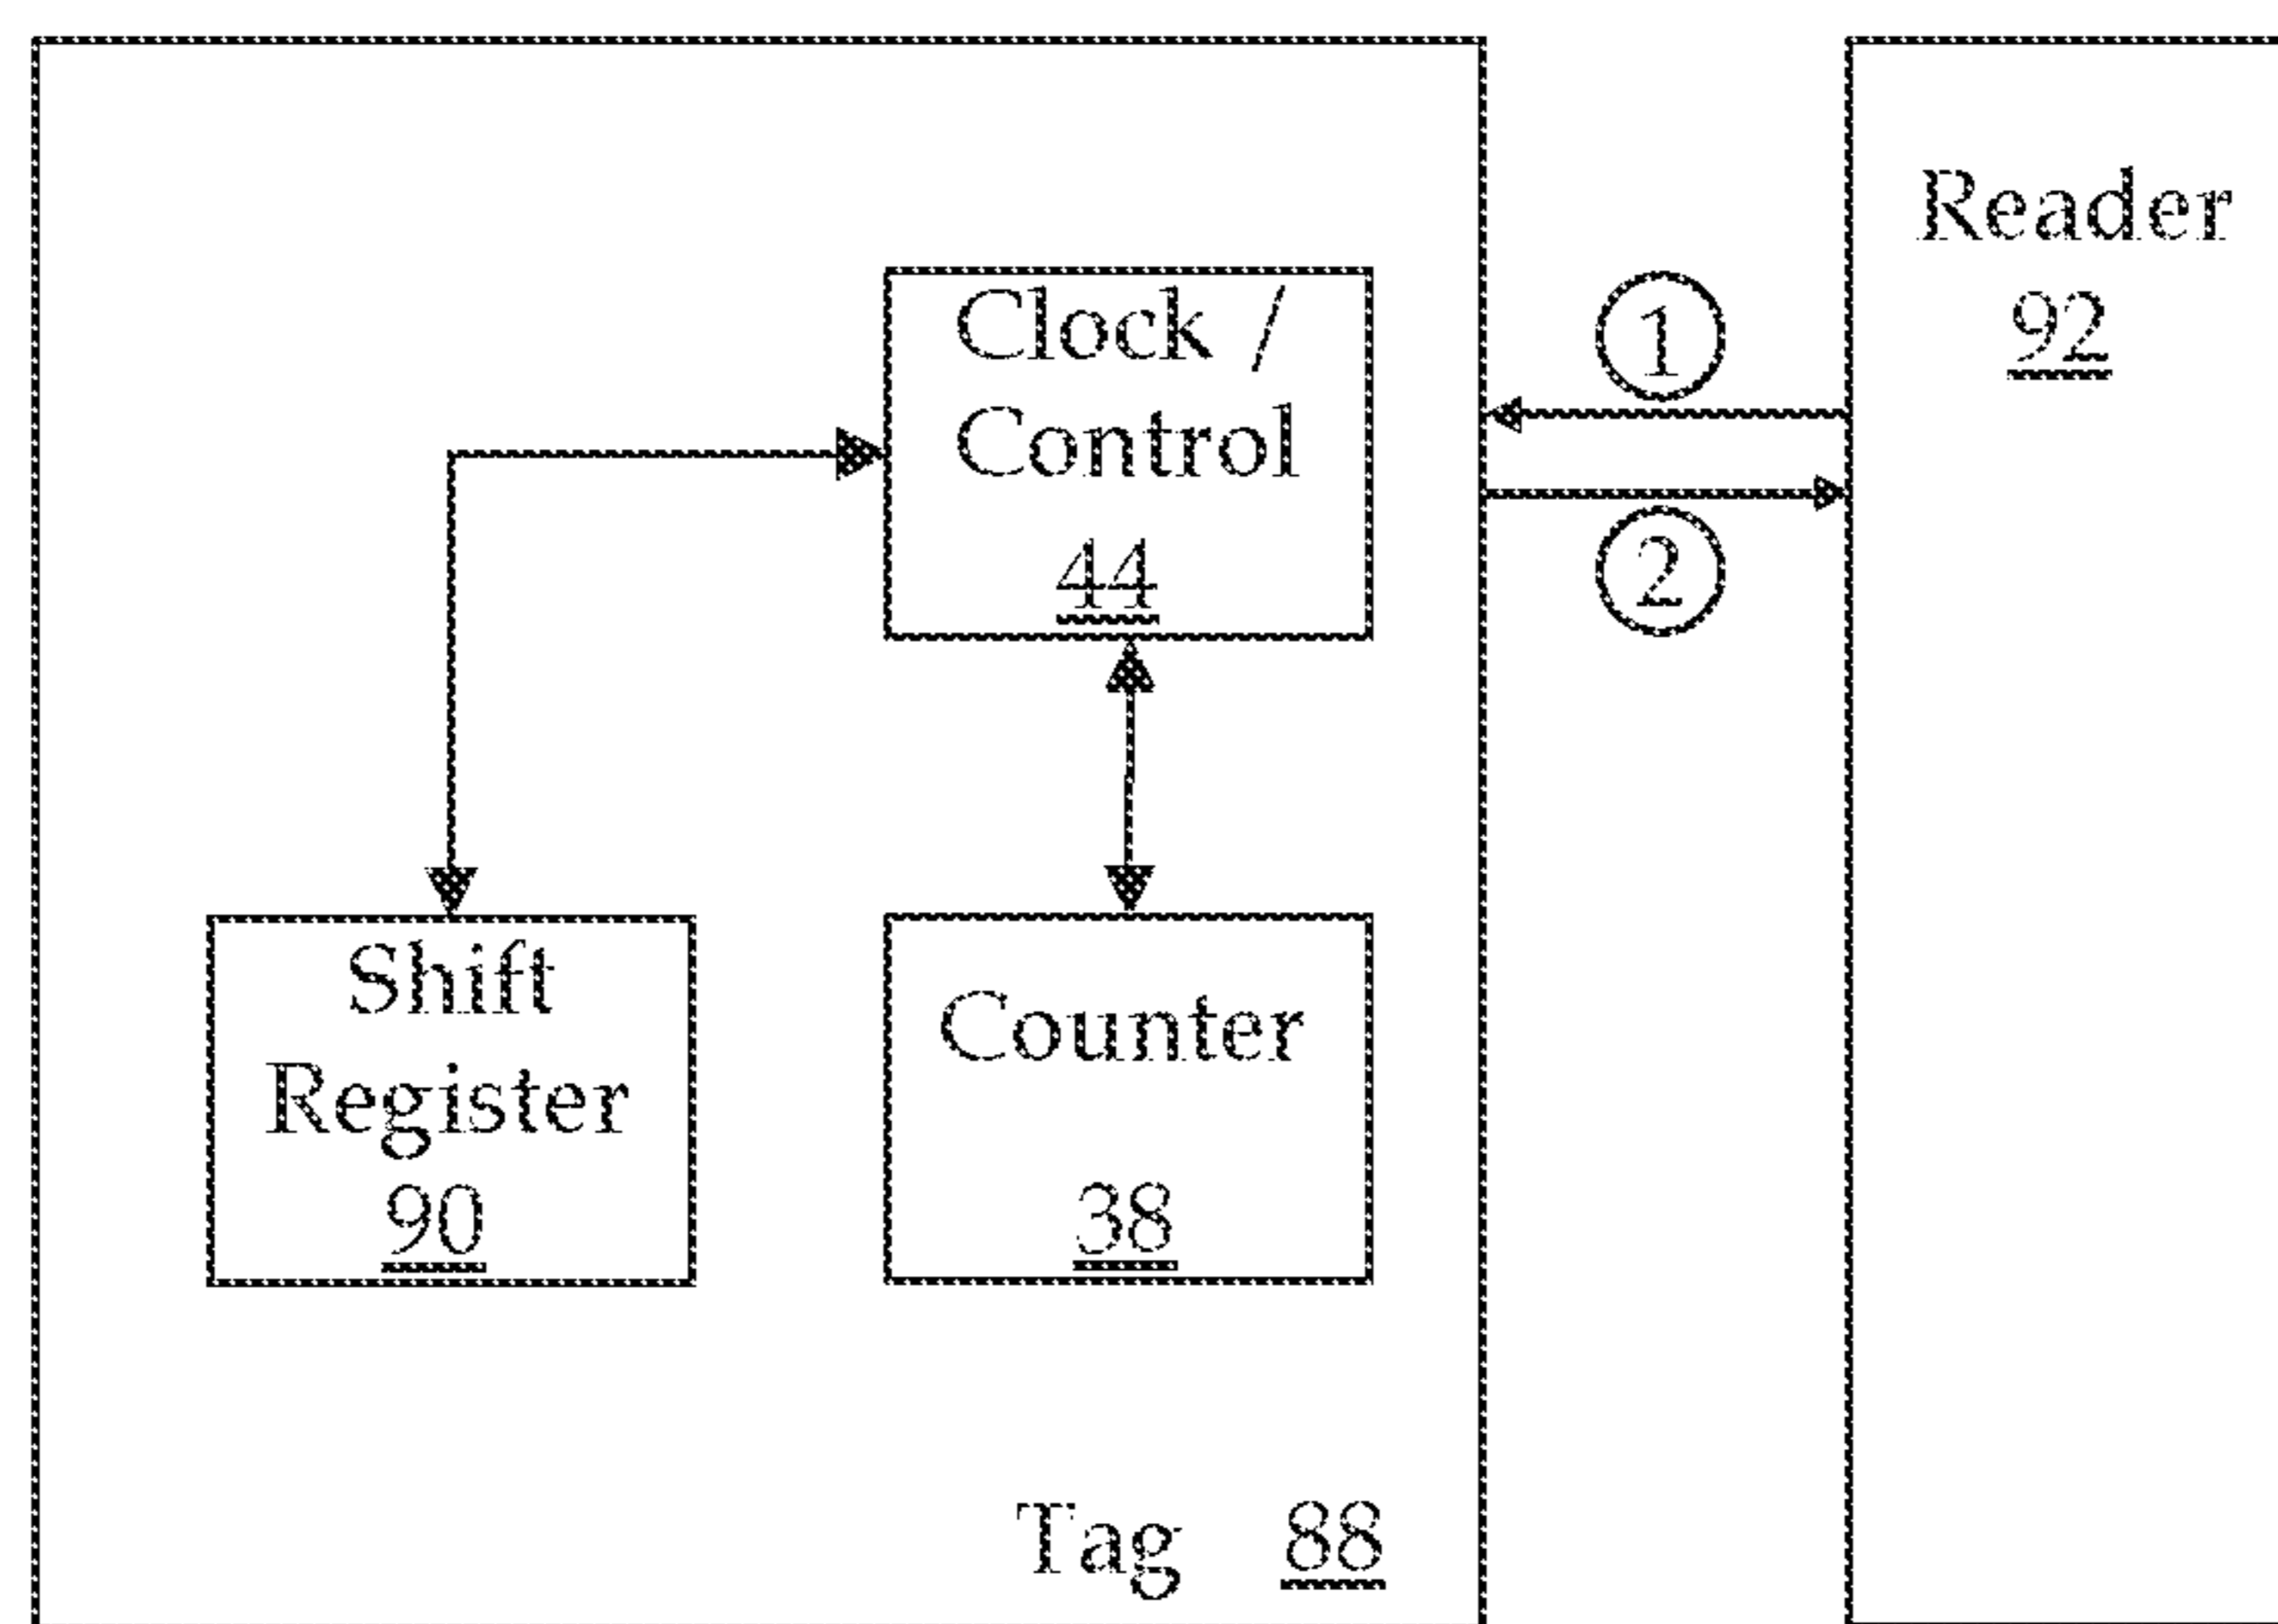 Clock /
Control
44
Shift
Register
90
Counter
38
Tag 88
1
2
Reader
92